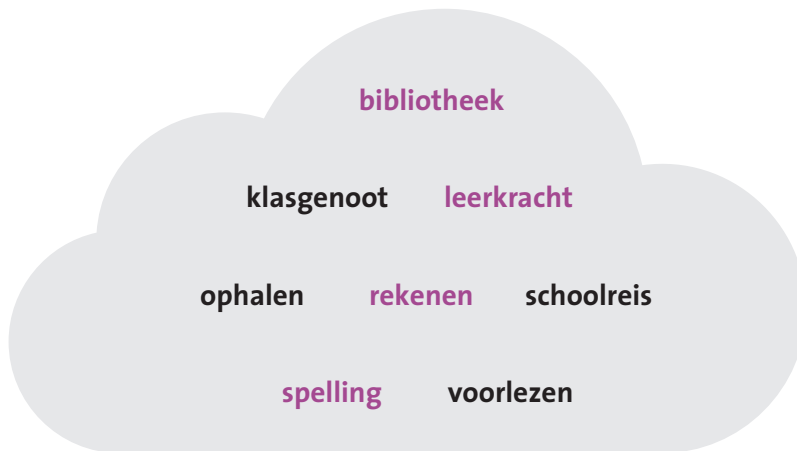 bibliotheek
klasgenoot leerkracht
ophalen rekenen schoolreis
spelling voorlezen